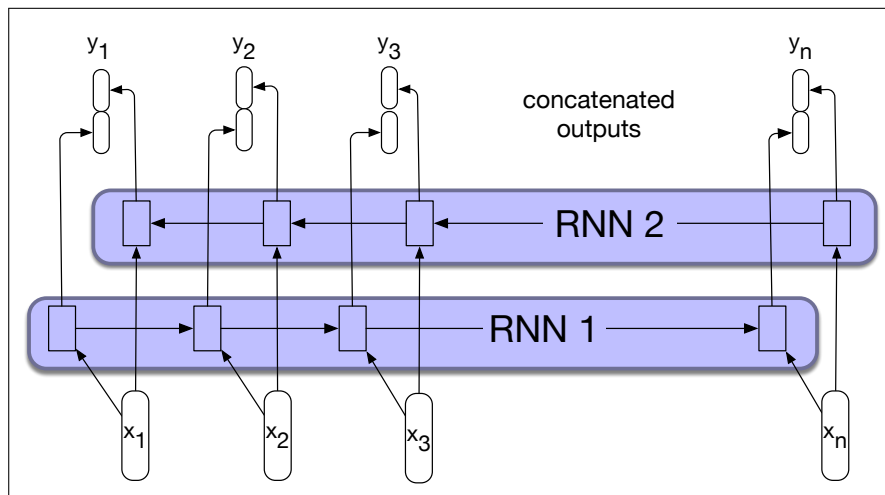 y1 y2 y3 yn
concatenated
outputs
RNN 2
RNN 1
x1 x2 x3 xn